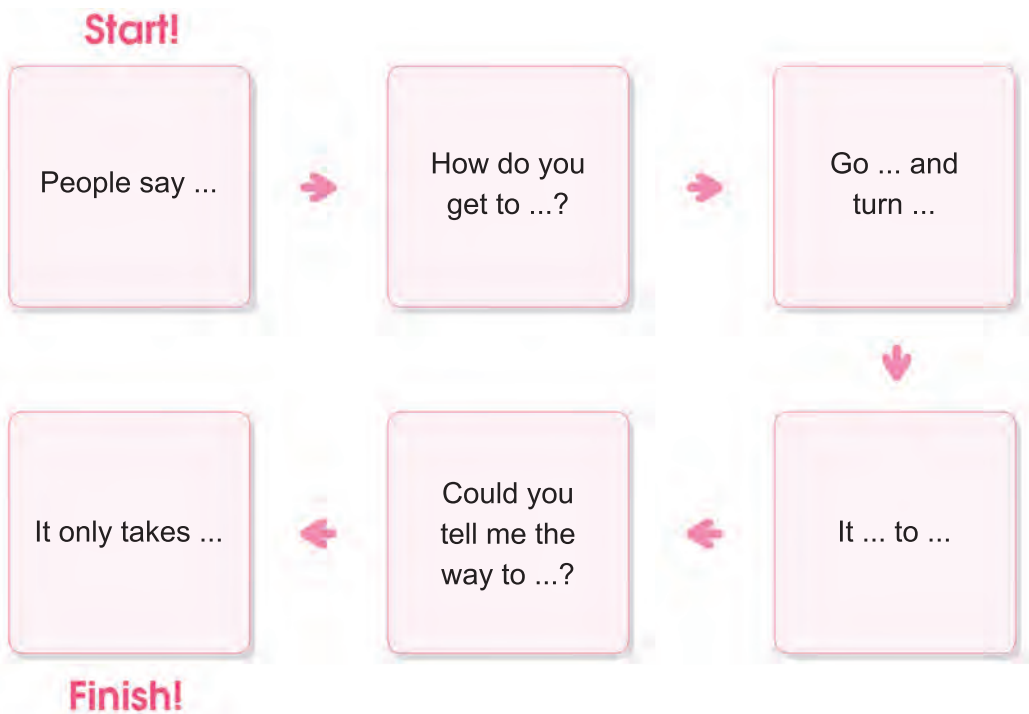 Start!
People say ...
How do you
get to ...?
Go ... and
turn ...
It ... to ...
Could you
tell me the
way to ...?
It only takes ...
Finish!